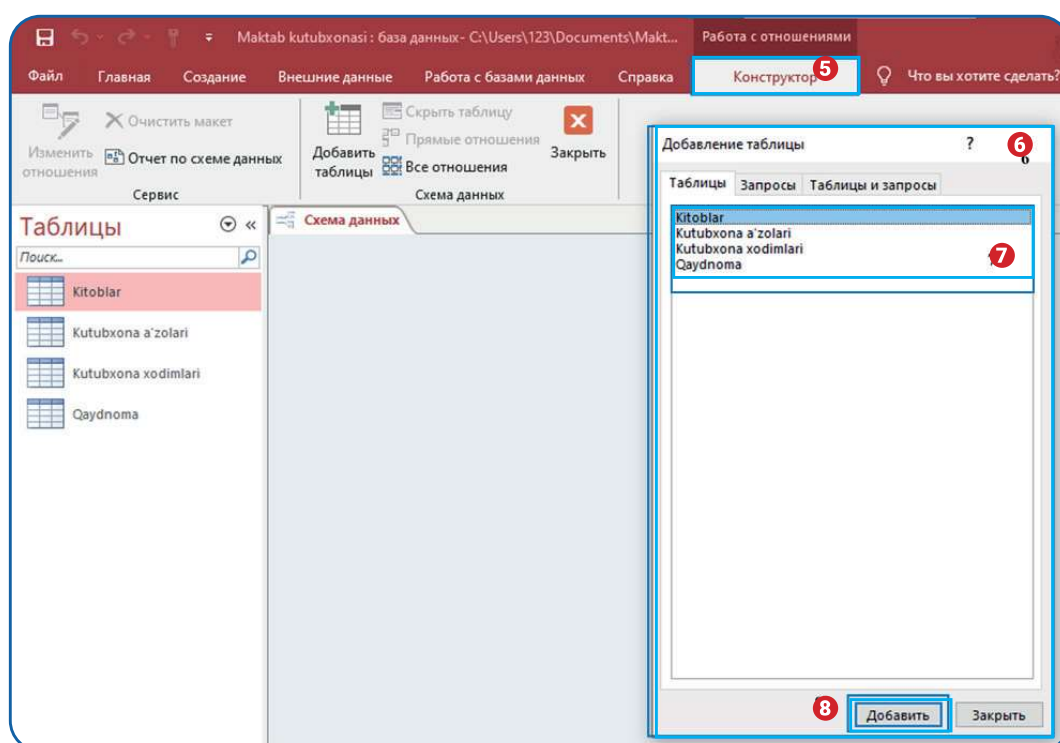 Maktab kutubxonasi : база данных- C:\Users\123\Documents\Makt...
Работа с отношениями
Файл Главная Создание Внешние данные Работа с базами данных Справка Конструктор 5 Что вы хотите сделать?
Изменить отношения
Очистить макет
Отчет по схеме данных
Сервис
Добавить таблицы
Скрыть таблицу
Прямые отношения
Все отношения
Закрыть
Схема данных
Таблицы
Поиск...
Kitoblar
Kutubxona a'zolari
Kutubxona xodimlari
Qaydnoma
Схема данных
Добавление таблицы ? 6
Таблицы Запросы Таблицы и запросы
Kitoblar
Kutubxona a'zolari
Kutubxona xodimlari
Qaydnoma
7
8 Добавить Закрыть